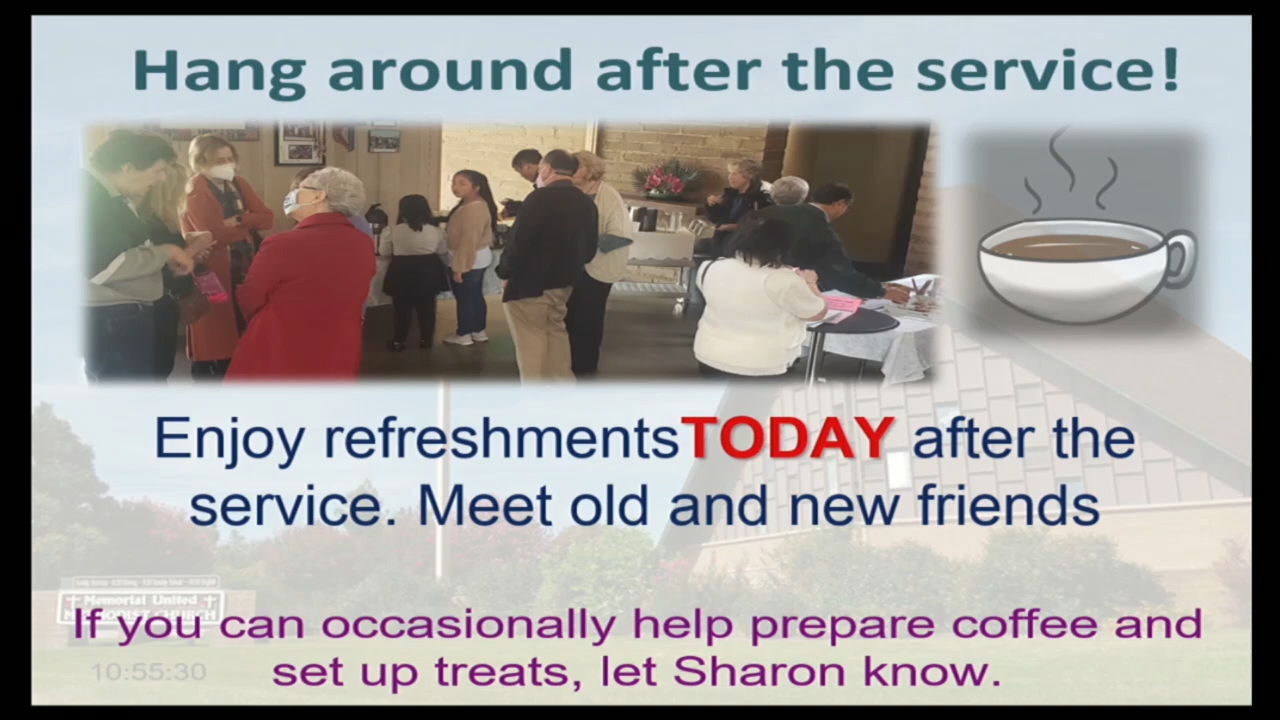 Hang around after the service!
Enjoy refreshmentsTODAY after the
service. Meet old and new friends
Memorial United
METHODIST CHURCH
If you can occasionally help prepare coffee and
10:55:30
set up treats, let Sharon know.